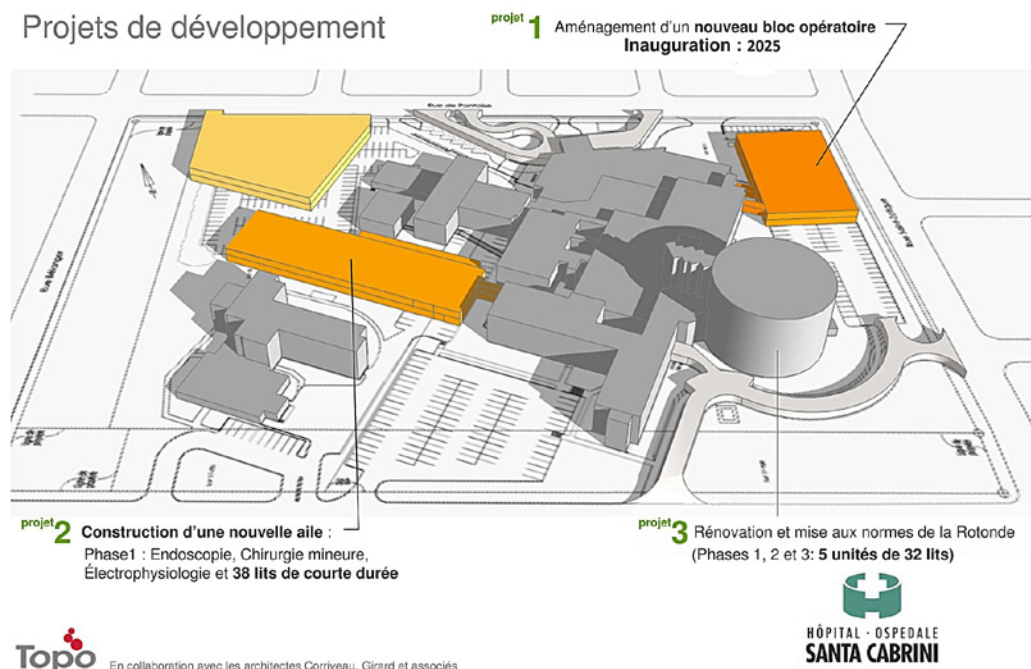 Projets de développement
projet 1 Aménagement d'un nouveau bloc opératoire
Inauguration : 2025
Rue de Pontoise
projet 2 Construction d'une nouvelle aile :
Phase1 : Endoscopie, Chirurgie mineure,
Électrophysiologie et 38 lits de courte durée
projet 3 Rénovation et mise aux normes de la Rotonde
(Phases 1, 2 et 3: 5 unités de 32 lits)
HÔPITAL · OSPEDALE
SANTA CABRINI
Topo
En collaboration avec les architectes Corriveau, Girard et associés